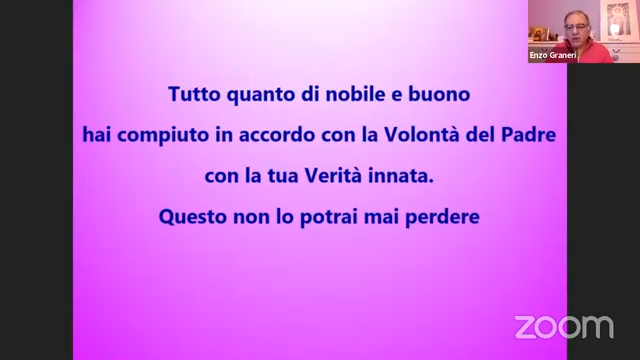 Enzo Graneri
Tutto quanto di nobile e buono
hai compiuto in accordo con la Volontà del Padre
con la tua Verità innata.
Questo non lo potrai mai perdere
zoom